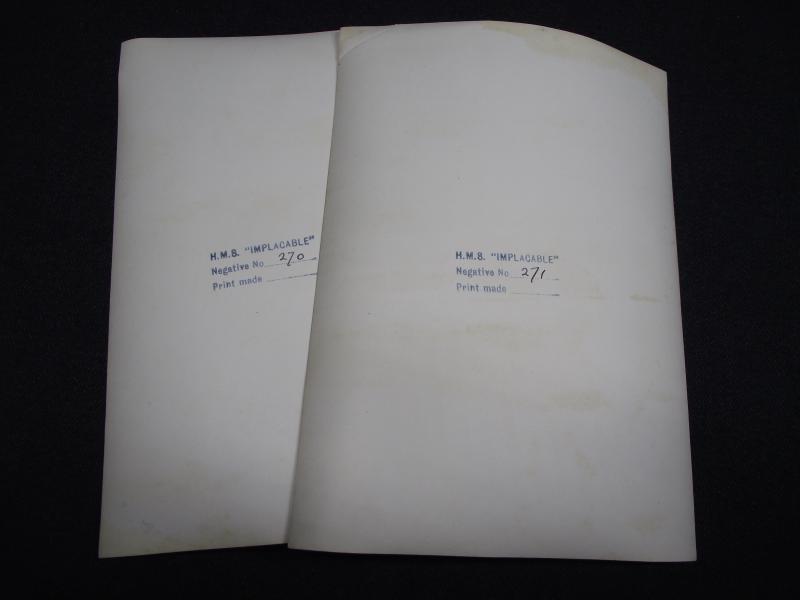 H.M.S. "IMPLACABLE"
Negative No 270
Print made
H.M.S. "IMPLACABLE"
Negative No 271
Print made